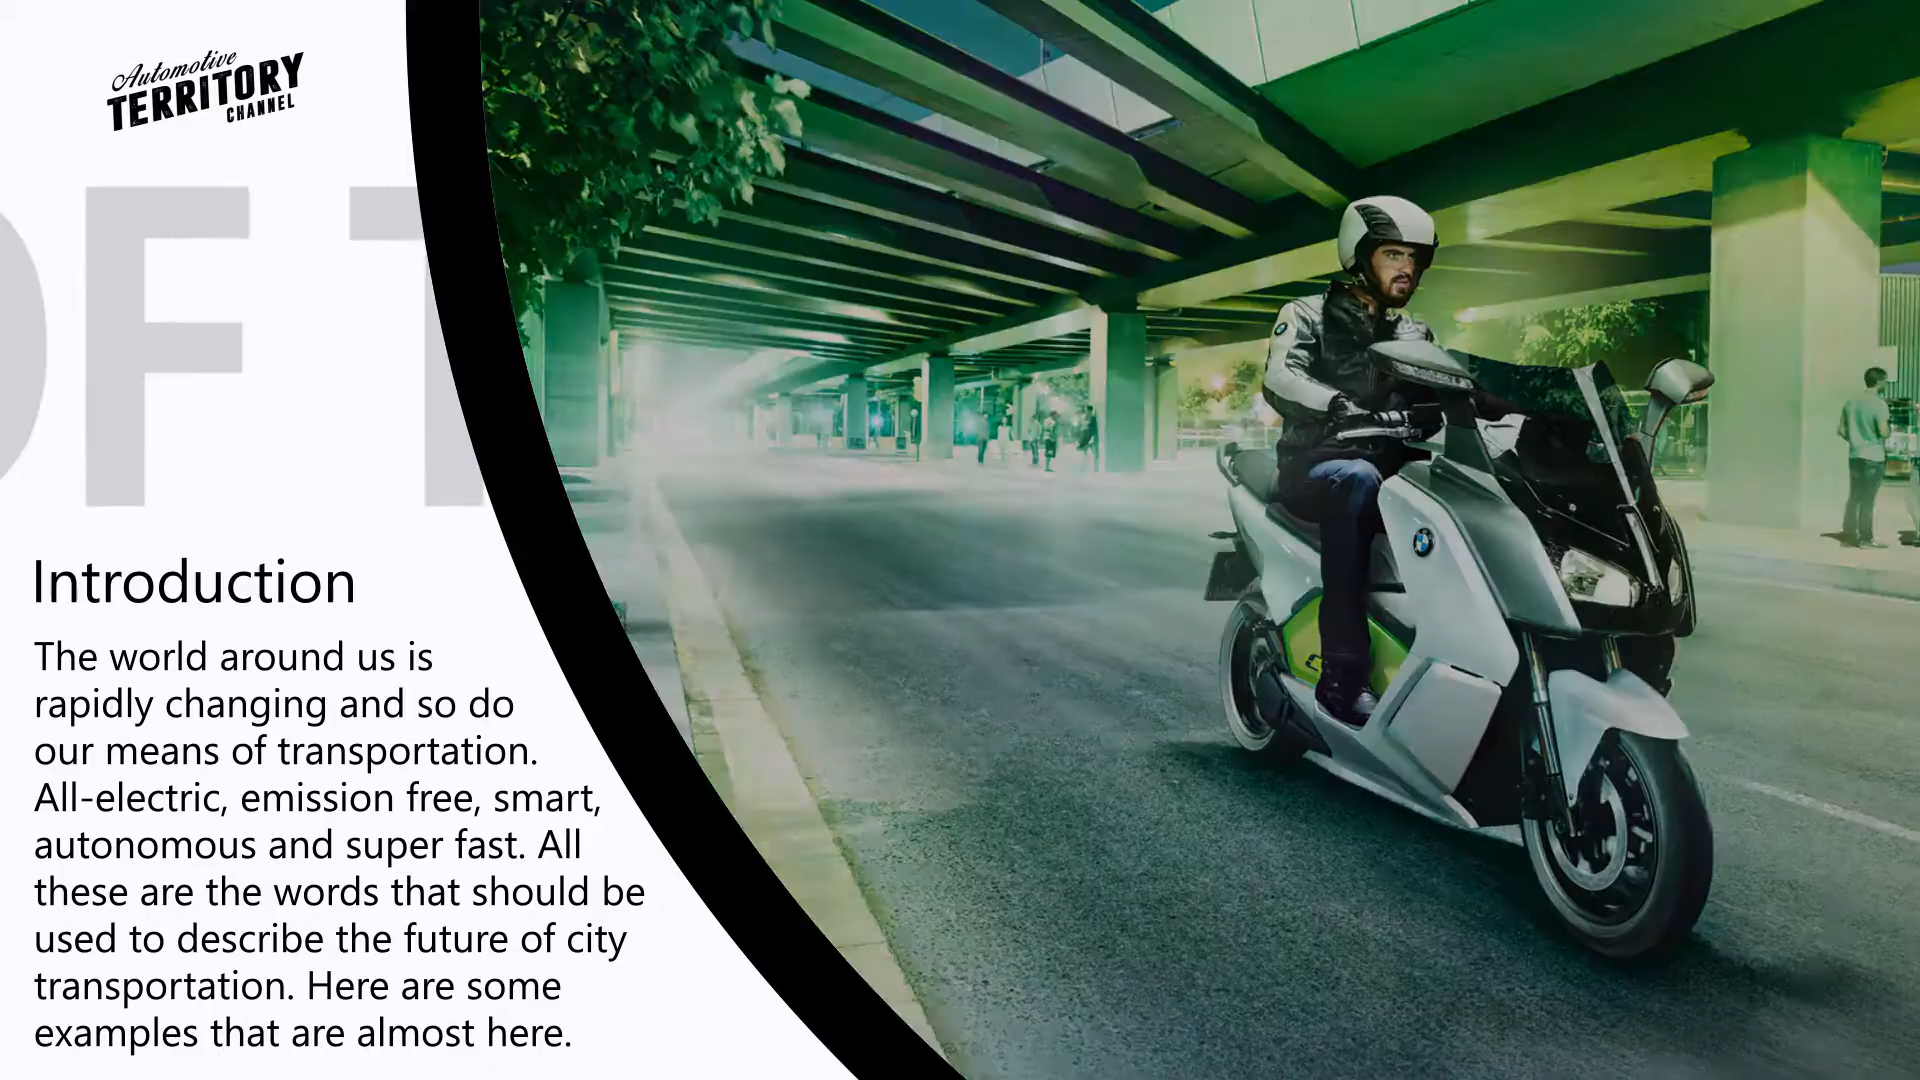 Automotive
TERRITORY
CHANNEL
OF T
Introduction
The world around us is
rapidly changing and so do
our means of transportation.
All-electric, emission free, smart,
autonomous and super fast. All
these are the words that should be
used to describe the future of city
transportation. Here are some
examples that are almost here.